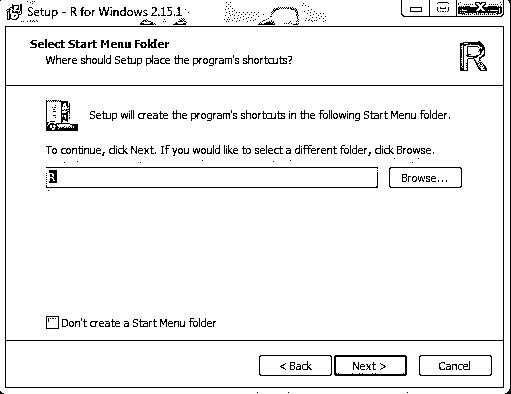 Setup - R for Windows 2.15.1
Select Start Menu Folder
Where should Setup place the program's shortcuts?
R
Setup will create the program's shortcuts in the following Start Menu folder.
To continue, click Next. If you would like to select a different folder, click Browse.
R
Browse...
Don't create a Start Menu folder
< Back
Next >
Cancel